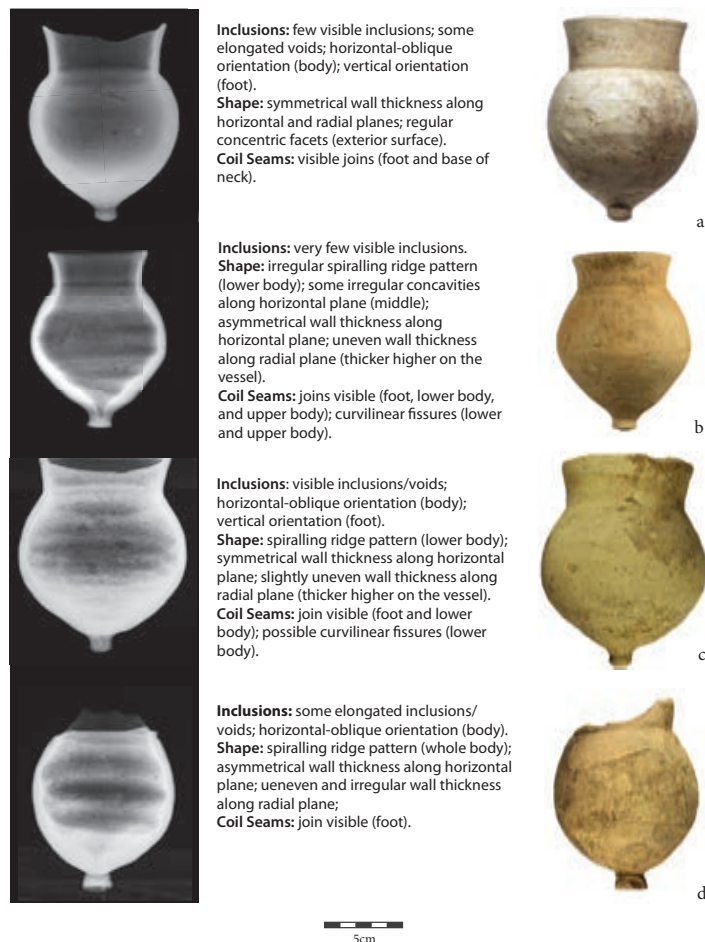 Inclusions: few visible inclusions; some
elongated voids; horizontal-oblique
orientation (body); vertical orientation
(foot).
Shape: symmetrical wall thickness along
horizontal and radial planes; regular
concentric facets (exterior surface).
Coil Seams: visible joins (foot and base of
neck).
a
Inclusions: very few visible inclusions.
Shape: irregular spiralling ridge pattern
(lower body); some irregular concavities
along horizontal plane (middle);
asymmetrical wall thickness along
horizontal plane; uneven wall thickness
along radial plane (thicker higher on the
vessel).
Coil Seams: joins visible (foot, lower body,
and upper body); curvilinear fissures (lower
and upper body).
b
Inclusions: visible inclusions/voids;
horizontal-oblique orientation (body);
vertical orientation (foot).
Shape: spiralling ridge pattern (lower body);
symmetrical wall thickness along horizontal
plane; slightly uneven wall thickness along
radial plane (thicker higher on the vessel).
Coil Seams: join visible (foot and lower
body); possible curvilinear fissures (lower
body).
c
Inclusions: some elongated inclusions/
voids; horizontal-oblique orientation (body).
Shape: spiralling ridge pattern (whole body);
asymmetrical wall thickness along horizontal
plane; ueneven and irregular wall thickness
along radial plane;
Coil Seams: join visible (foot).
d
5cm